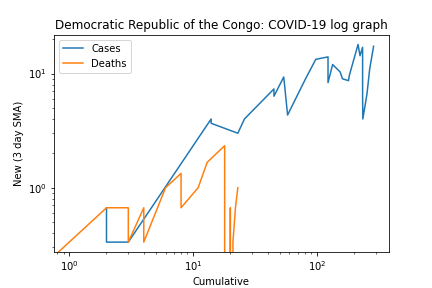 Democratic Republic of the Congo: COVID-19 log graph
Cases
Deaths
New (3 day SMA)
10¹
10⁰
10⁰
10¹
10²
Cumulative